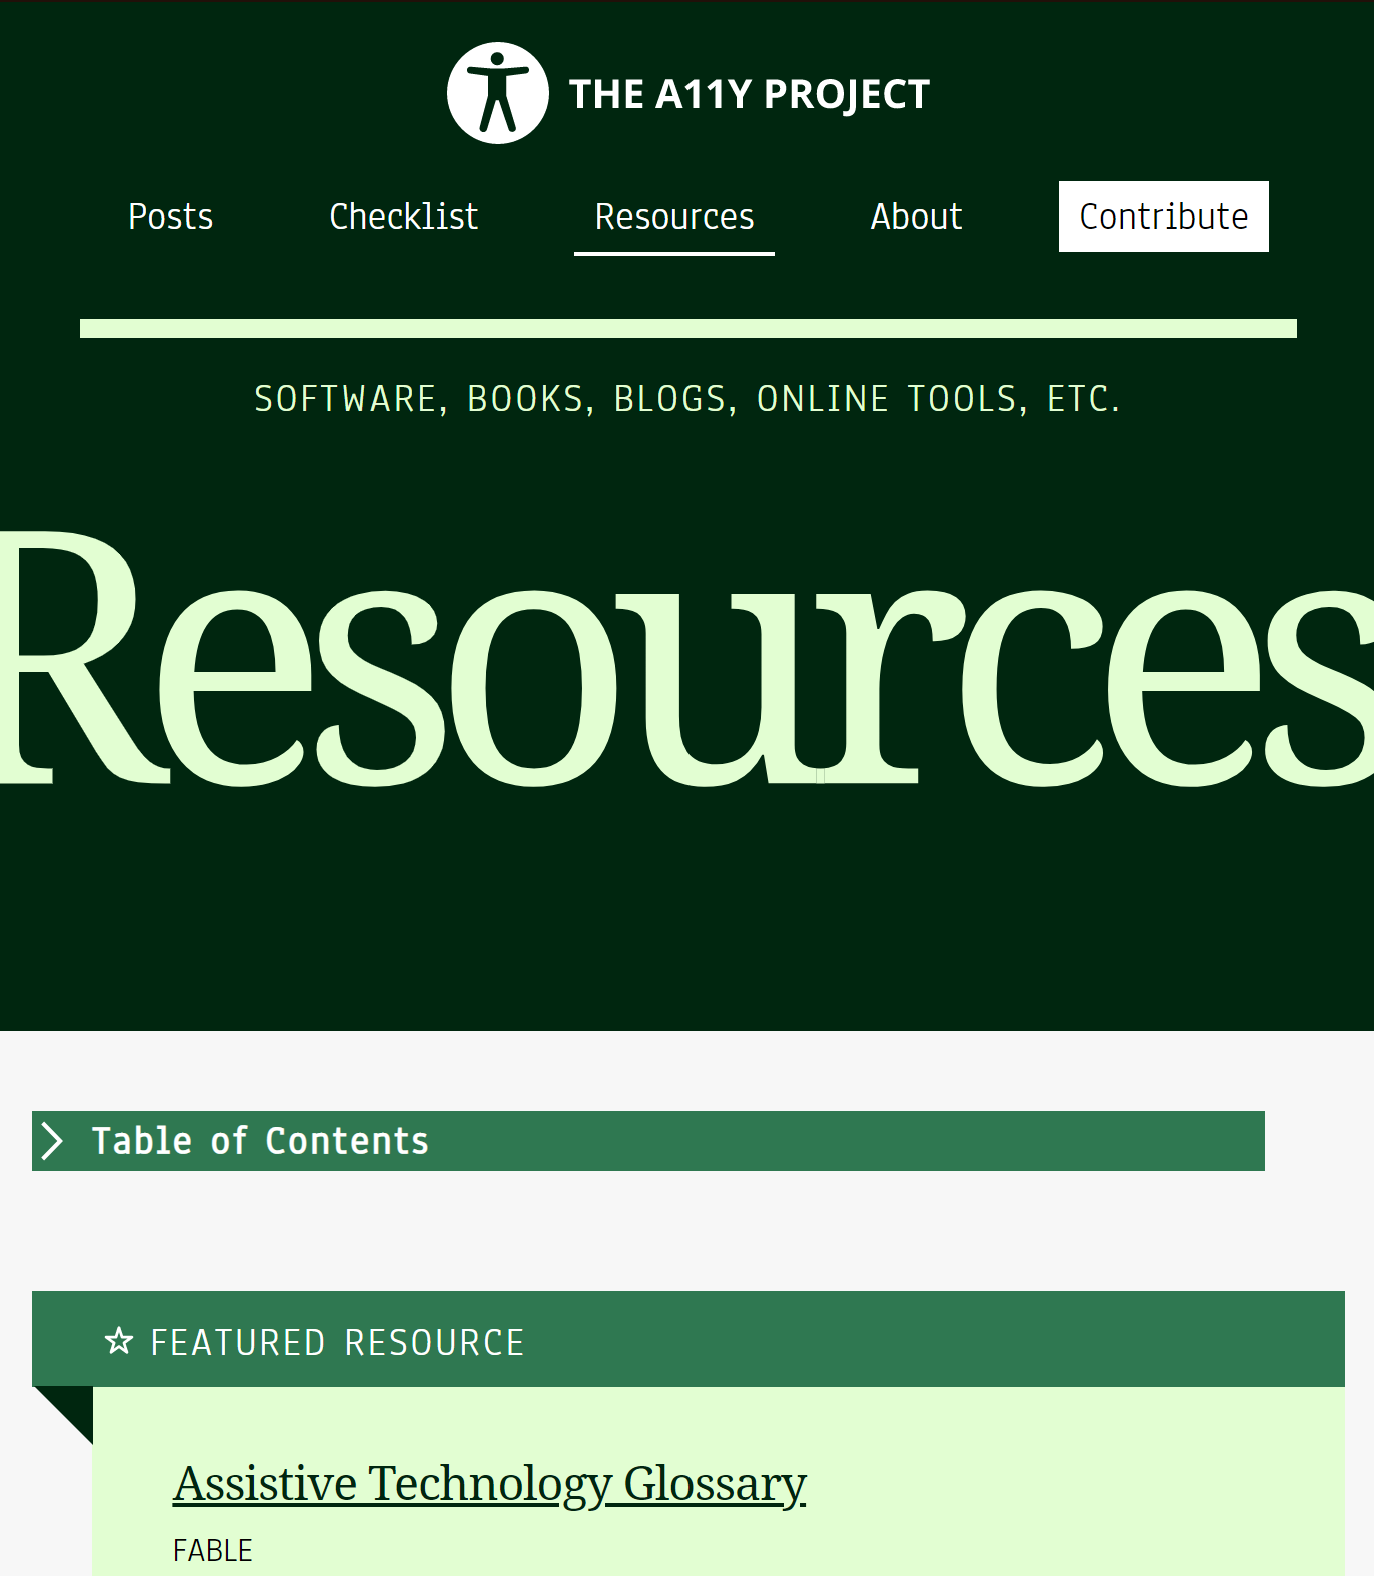 THE A11Y PROJECT
Posts Checklist Resources About Contribute
SOFTWARE, BOOKS, BLOGS, ONLINE TOOLS, ETC.
Resources
Table of Contents
FEATURED RESOURCE
Assistive Technology Glossary
FABLE